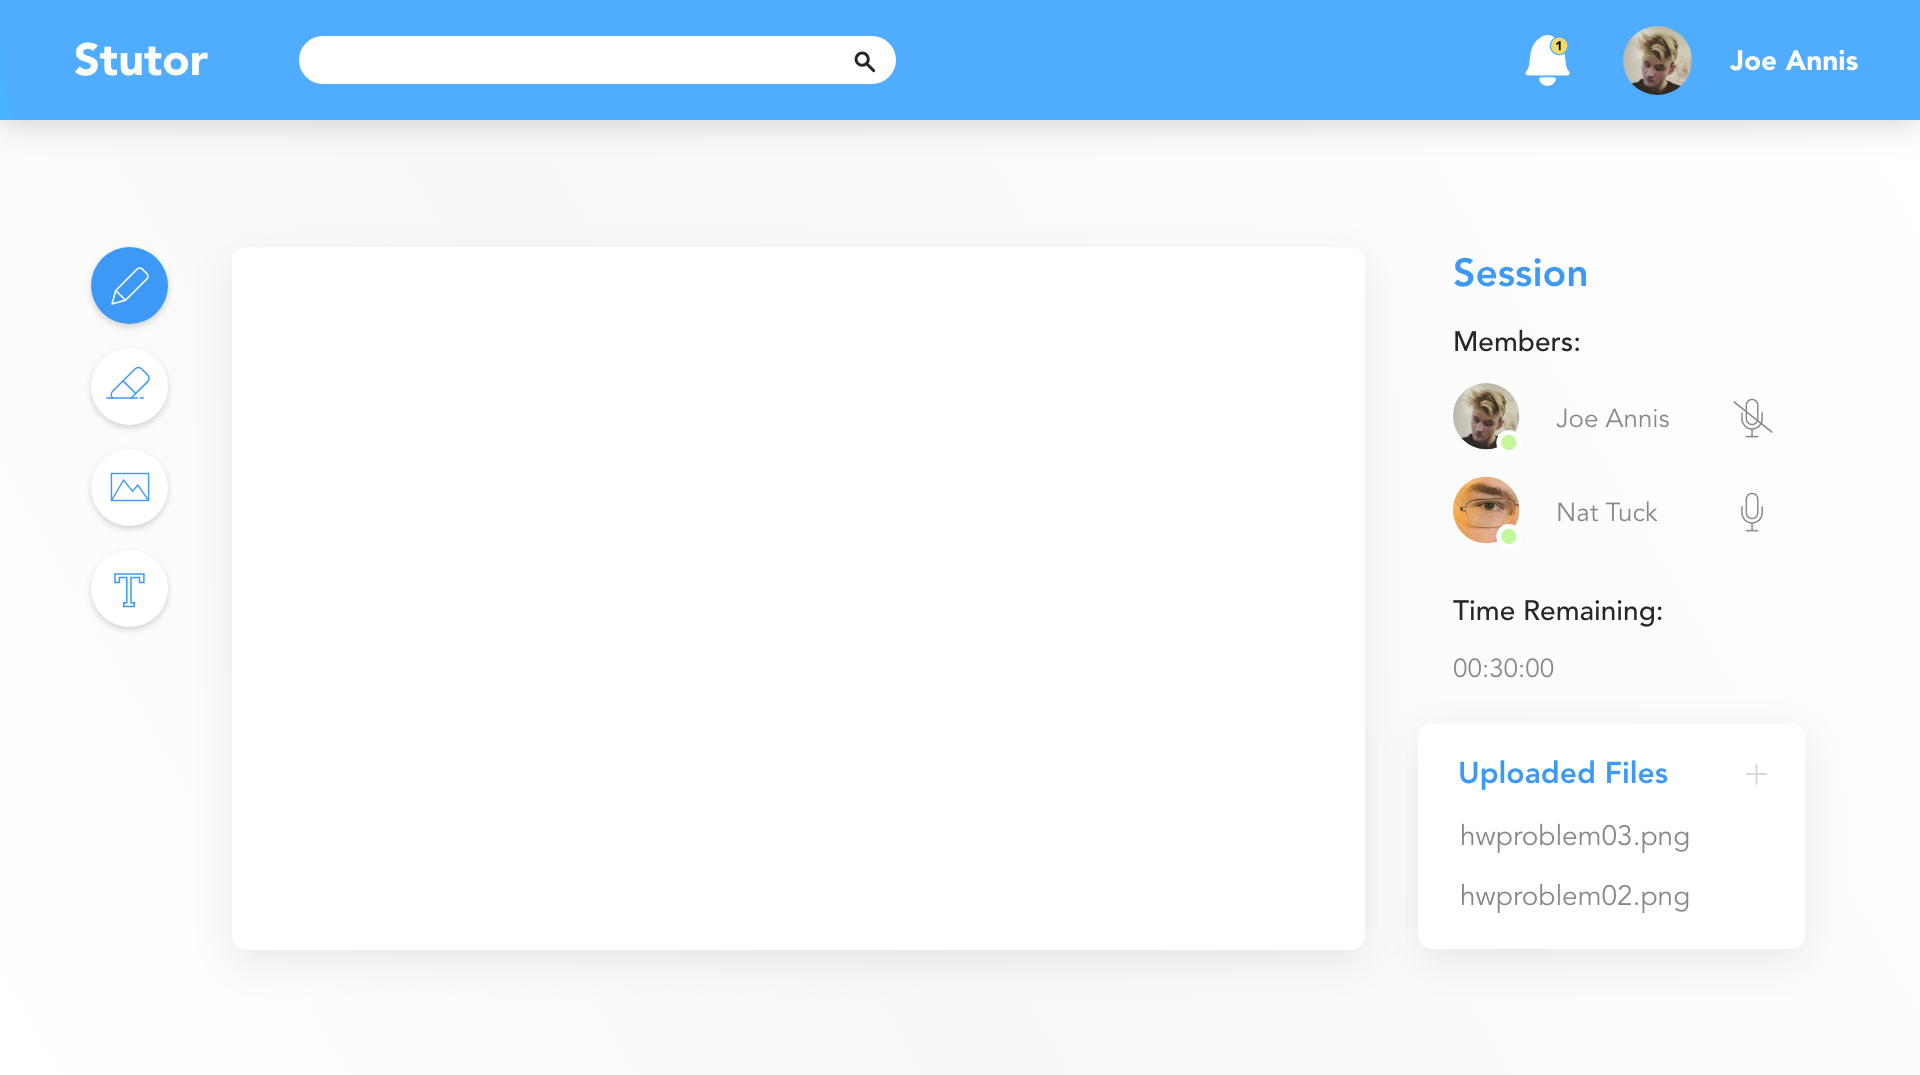 Stutor
1
Joe Annis
Session
Members:
Joe Annis
Nat Tuck
Time Remaining:
00:30:00
Uploaded Files
hwproblem03.png
hwproblem02.png